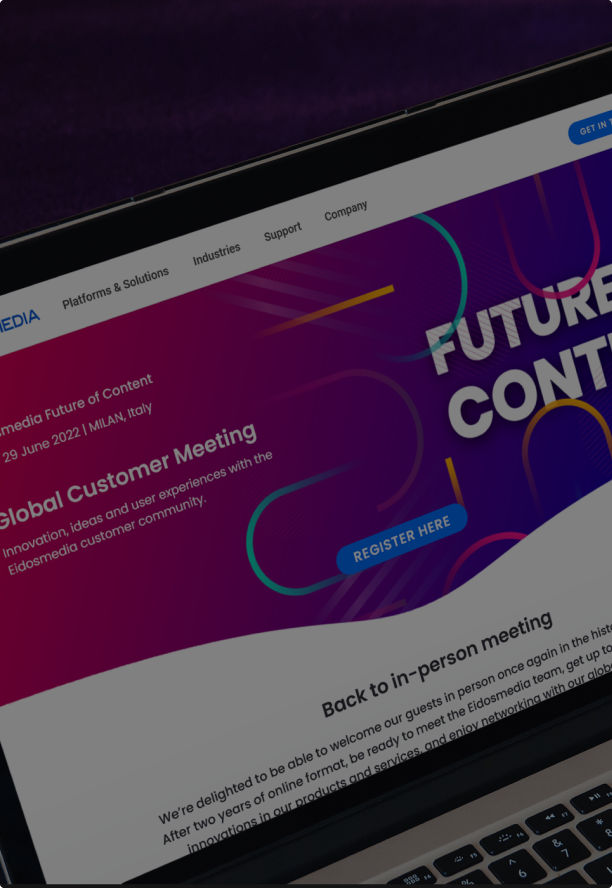 GET IN T
MEDIA Platforms & Solutions Industries Support Company
smedia Future of Content
29 June 2022 | MILAN, Italy
Global Customer Meeting
Innovation, ideas and user experiences with the
Eidosmedia customer community.
FUTURE
CONT
REGISTER HERE
Back to in-person meeting
We're delighted to be able to welcome our guests in person once again in the histo
After two years of online format, be ready to meet the Eidosmedia team, get up to
innovations in our products and services, and enjoy networking with our globa
%
^
6
&
7
*
8